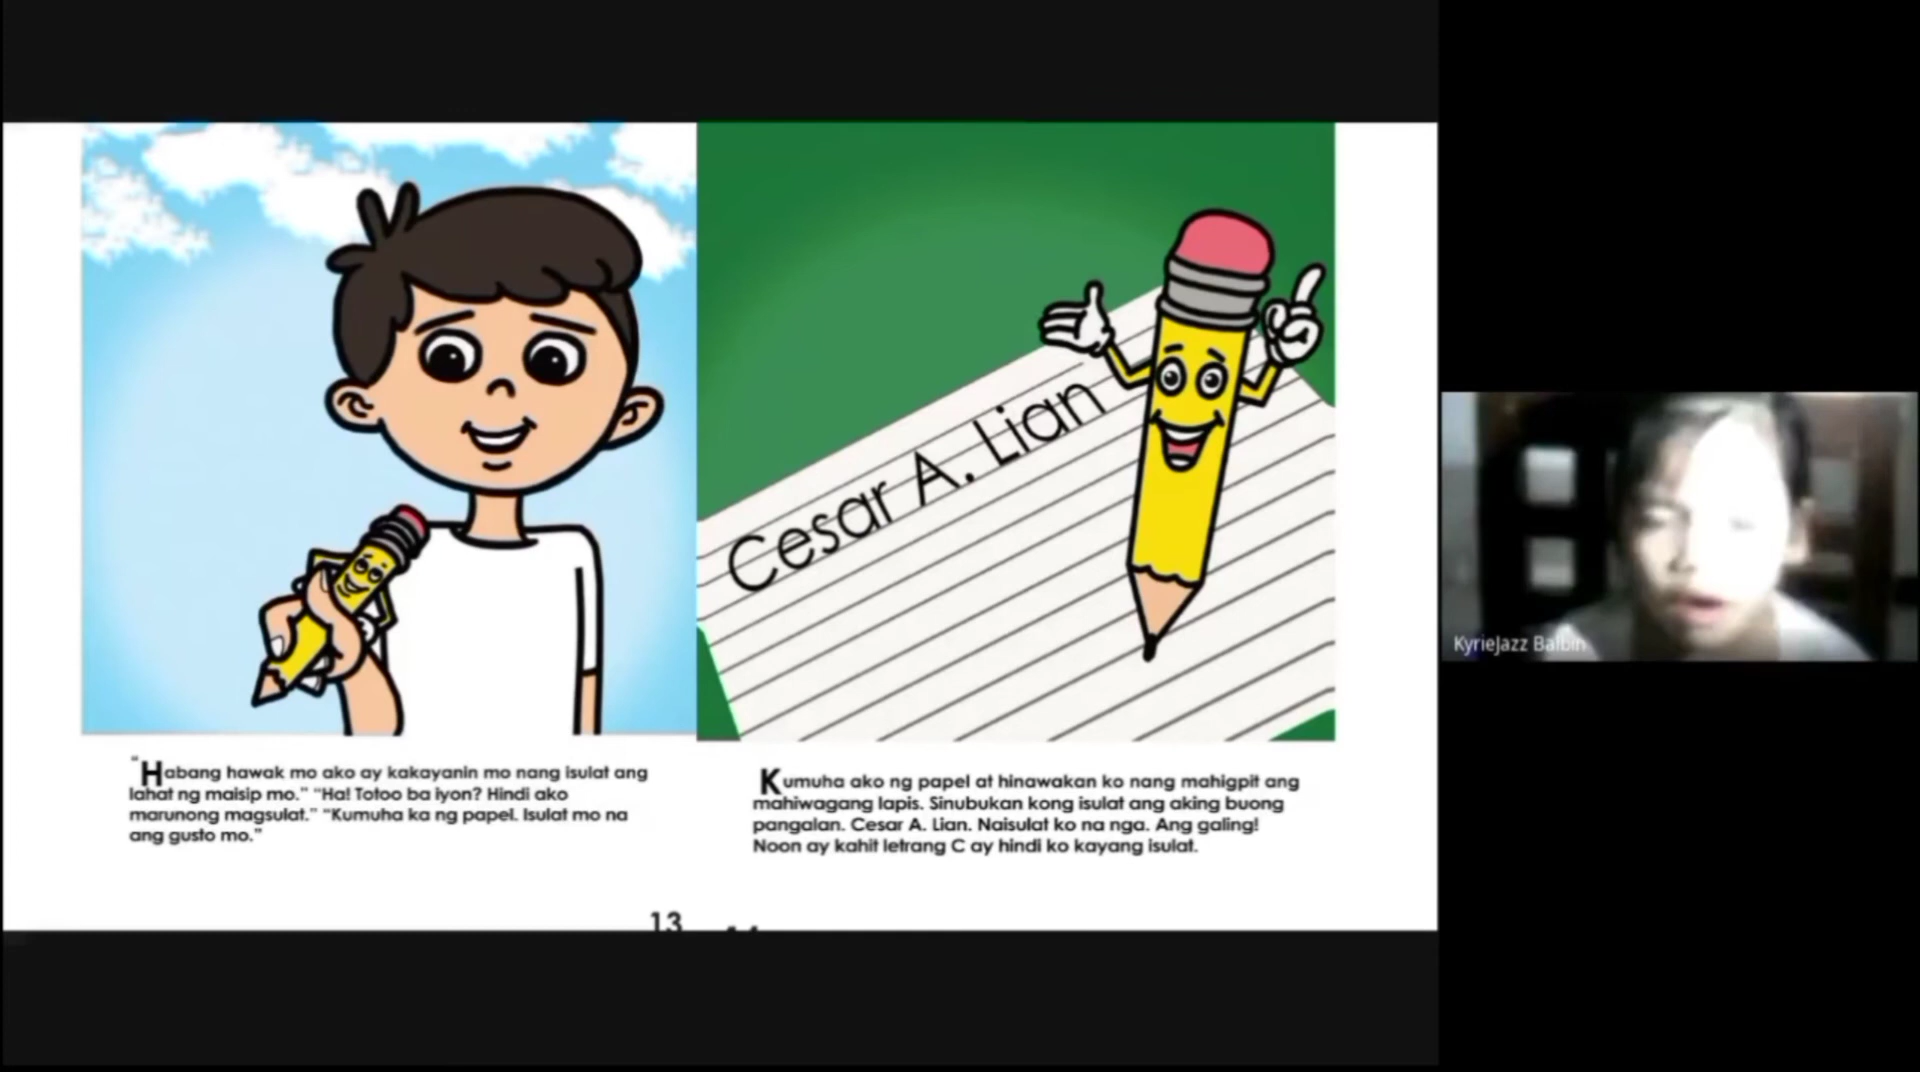 Cesar A. Lian
“Habang hawak mo ako ay kakayanin mo nang isulat ang
lahat ng maisip mo.” “Ha! Totoo ba iyon? Hindi ako
marunong magsulat.” “Kumuha ka ng papel. Isulat mo na
ang gusto mo.”
Kumuha ako ng papel at hinawakan ko nang mahigpit ang
mahiwagang lapis. Sinubukan kong isulat ang aking buong
pangalan. Cesar A. Lian. Naisulat ko na nga. Ang galing!
Noon ay kahit letrang C ay hindi ko kayang isulat.
13
KyrieJazz Balbin